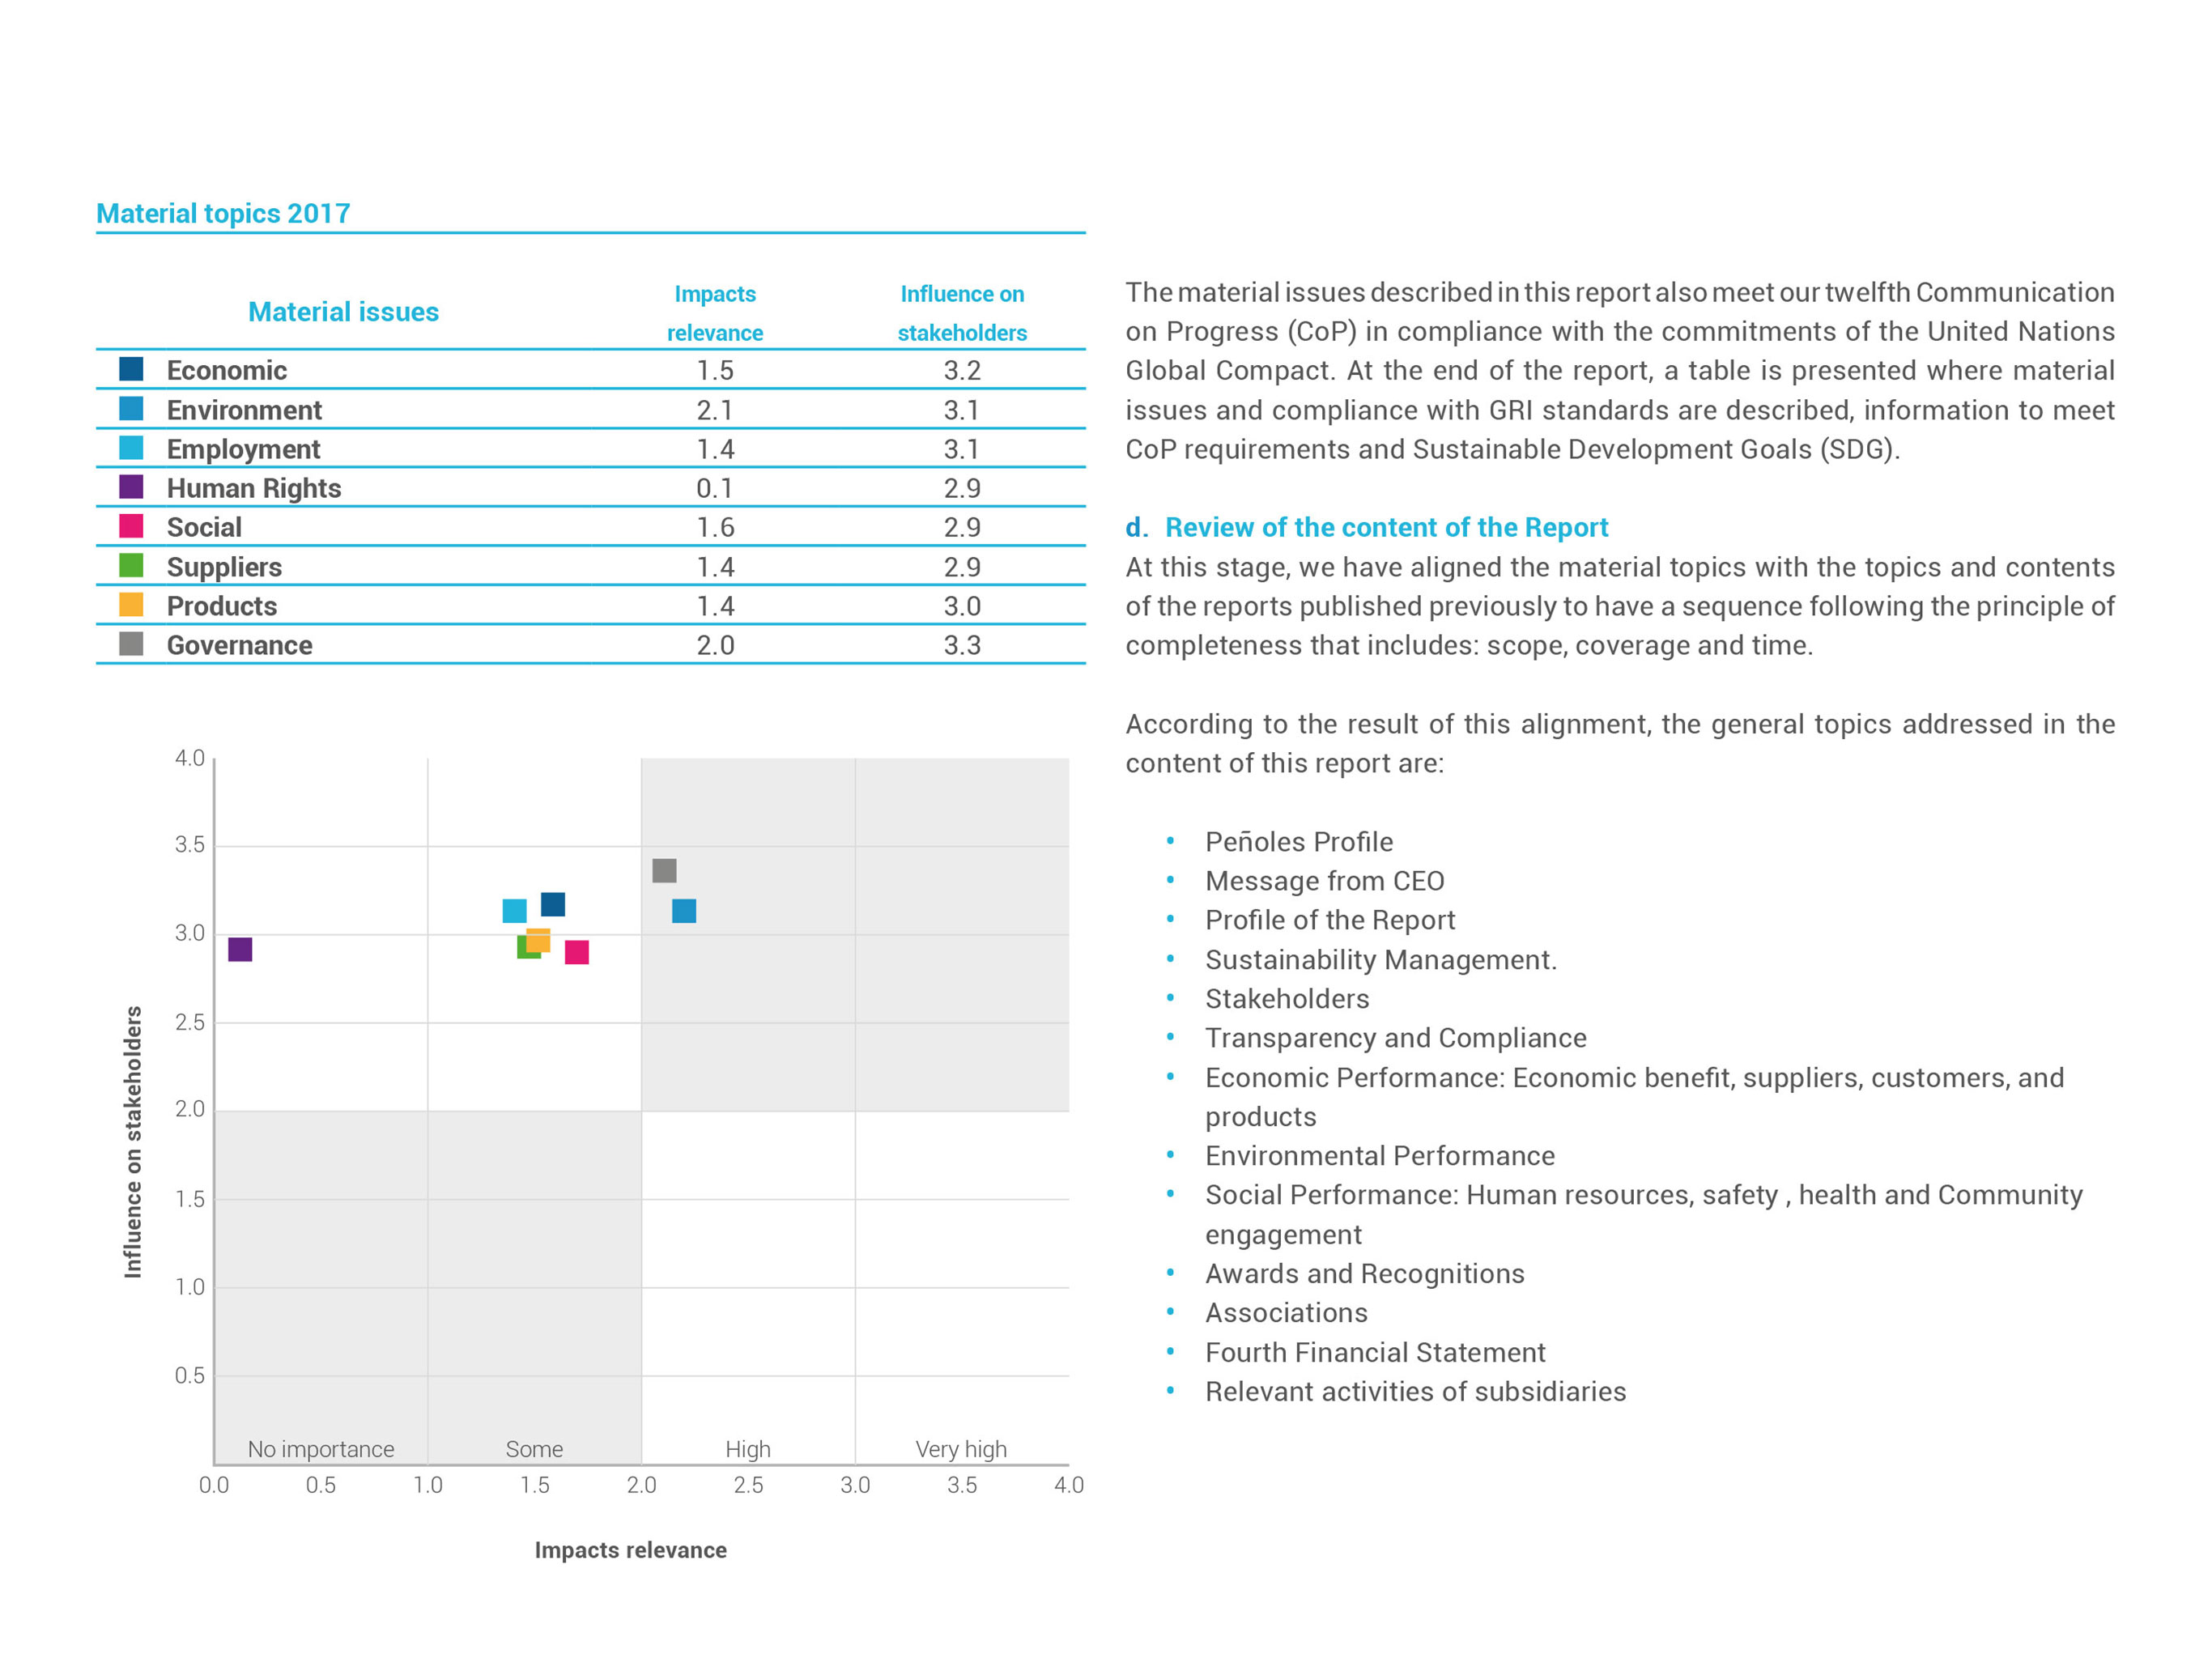 Material topics 2017
Material issues
Impacts
relevance
Influence on
stakeholders
Economic 1.5 3.2
Environment 2.1 3.1
Employment 1.4 3.1
Human Rights 0.1 2.9
Social 1.6 2.9
Suppliers 1.4 2.9
Products 1.4 3.0
Governance 2.0 3.3
4.0
3.5
3.0
2.5
2.0
1.5
1.0
0.5
Influence on stakeholders
No importance Some High Very high
0.0 0.5 1.0 1.5 2.0 2.5 3.0 3.5 4.0
Impacts relevance
The material issues described in this report also meet our twelfth Communication
on Progress (CoP) in compliance with the commitments of the United Nations
Global Compact. At the end of the report, a table is presented where material
issues and compliance with GRI standards are described, information to meet
CoP requirements and Sustainable Development Goals (SDG).
d. Review of the content of the Report
At this stage, we have aligned the material topics with the topics and contents
of the reports published previously to have a sequence following the principle of
completeness that includes: scope, coverage and time.
According to the result of this alignment, the general topics addressed in the
content of this report are:
• Peñoles Profile
• Message from CEO
• Profile of the Report
• Sustainability Management.
• Stakeholders
• Transparency and Compliance
• Economic Performance: Economic benefit, suppliers, customers, and
products
• Environmental Performance
• Social Performance: Human resources, safety , health and Community
engagement
• Awards and Recognitions
• Associations
• Fourth Financial Statement
• Relevant activities of subsidiaries